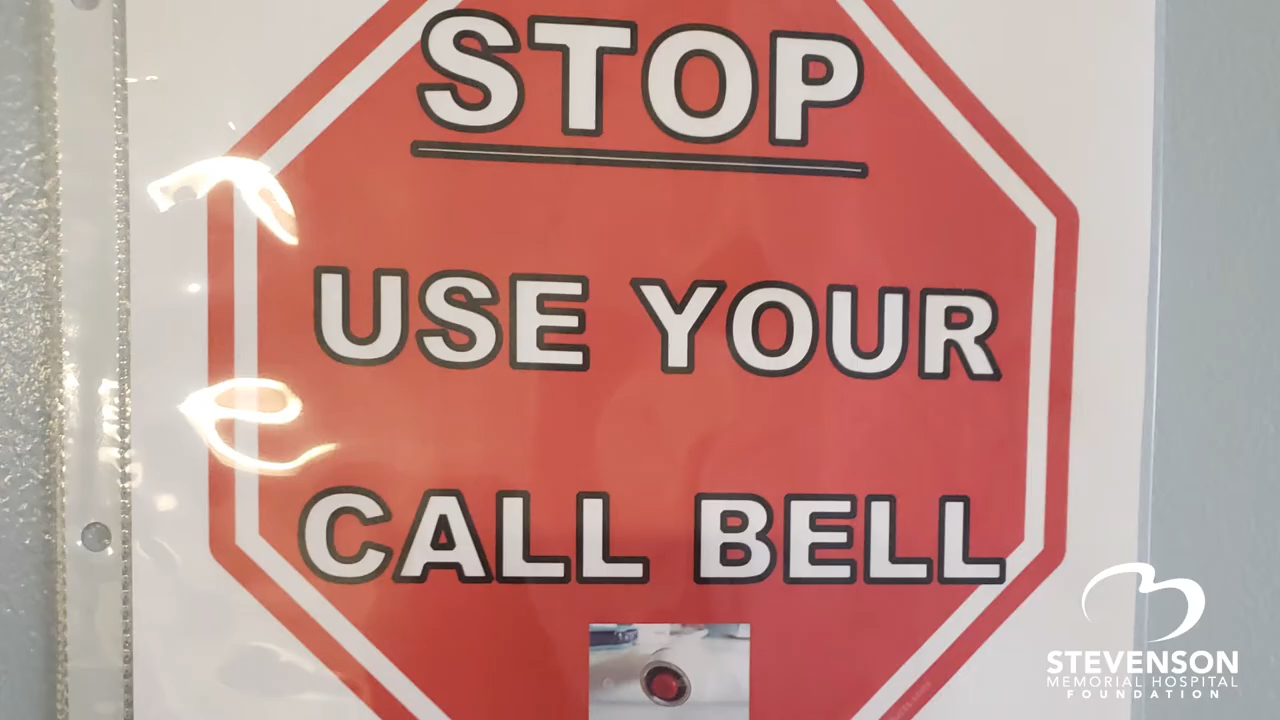 STOP
USE YOUR
CALL BELL
STEVENSON
MEMORIAL HOSPITAL
FOUNDATION